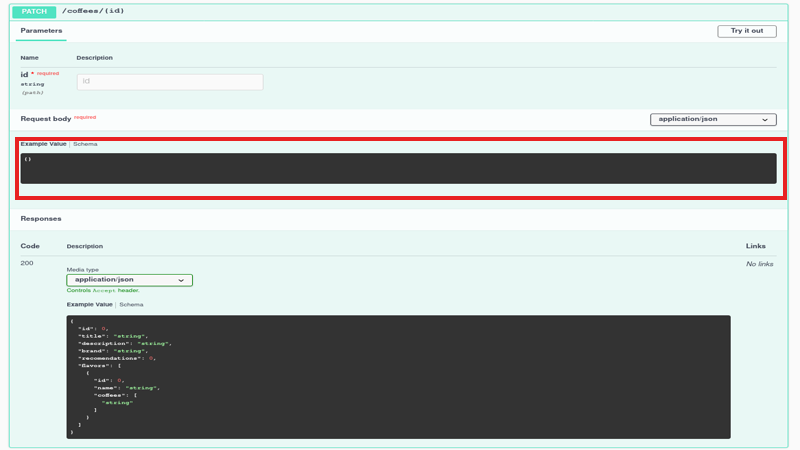 PATCH /coffees/{id}
Parameters Try it out
Name Description
id * required
string
(path)
id
Request body required application/json
Example Value | Schema
{}
Responses
Code Description Links
200 No links
Media type
application/json
Controls Accept header.
Example Value | Schema
{
"id": 0,
"title": "string",
"description": "string",
"brand": "string",
"recomendations": 0,
"flavors": [
{
"id": 0,
"name": "string",
"coffees": [
"string"
]
}
]
}